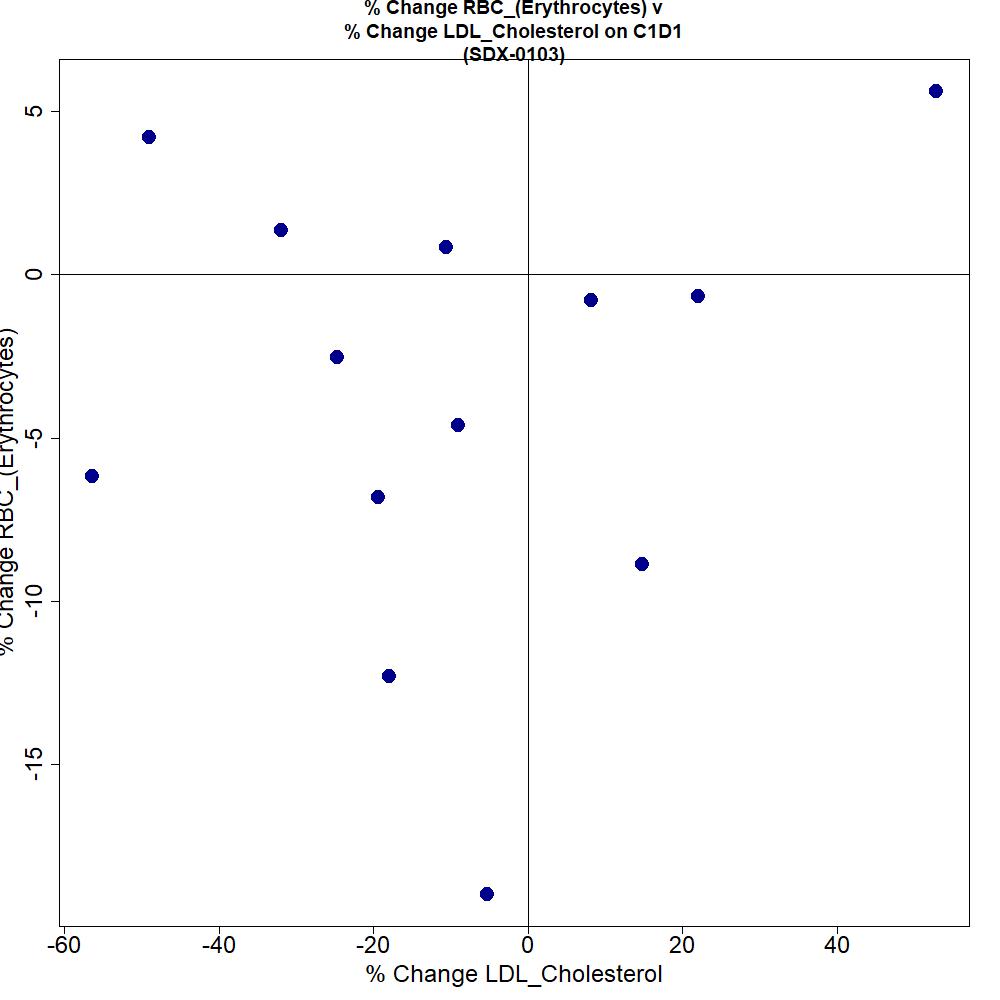 % Change RBC_(Erythrocytes) v
% Change LDL_Cholesterol on C1D1
(SDX-0103)
% Change RBC_(Erythrocytes)
5
0
-5
-10
-15
-60
-40
-20
0
20
40
% Change LDL_Cholesterol